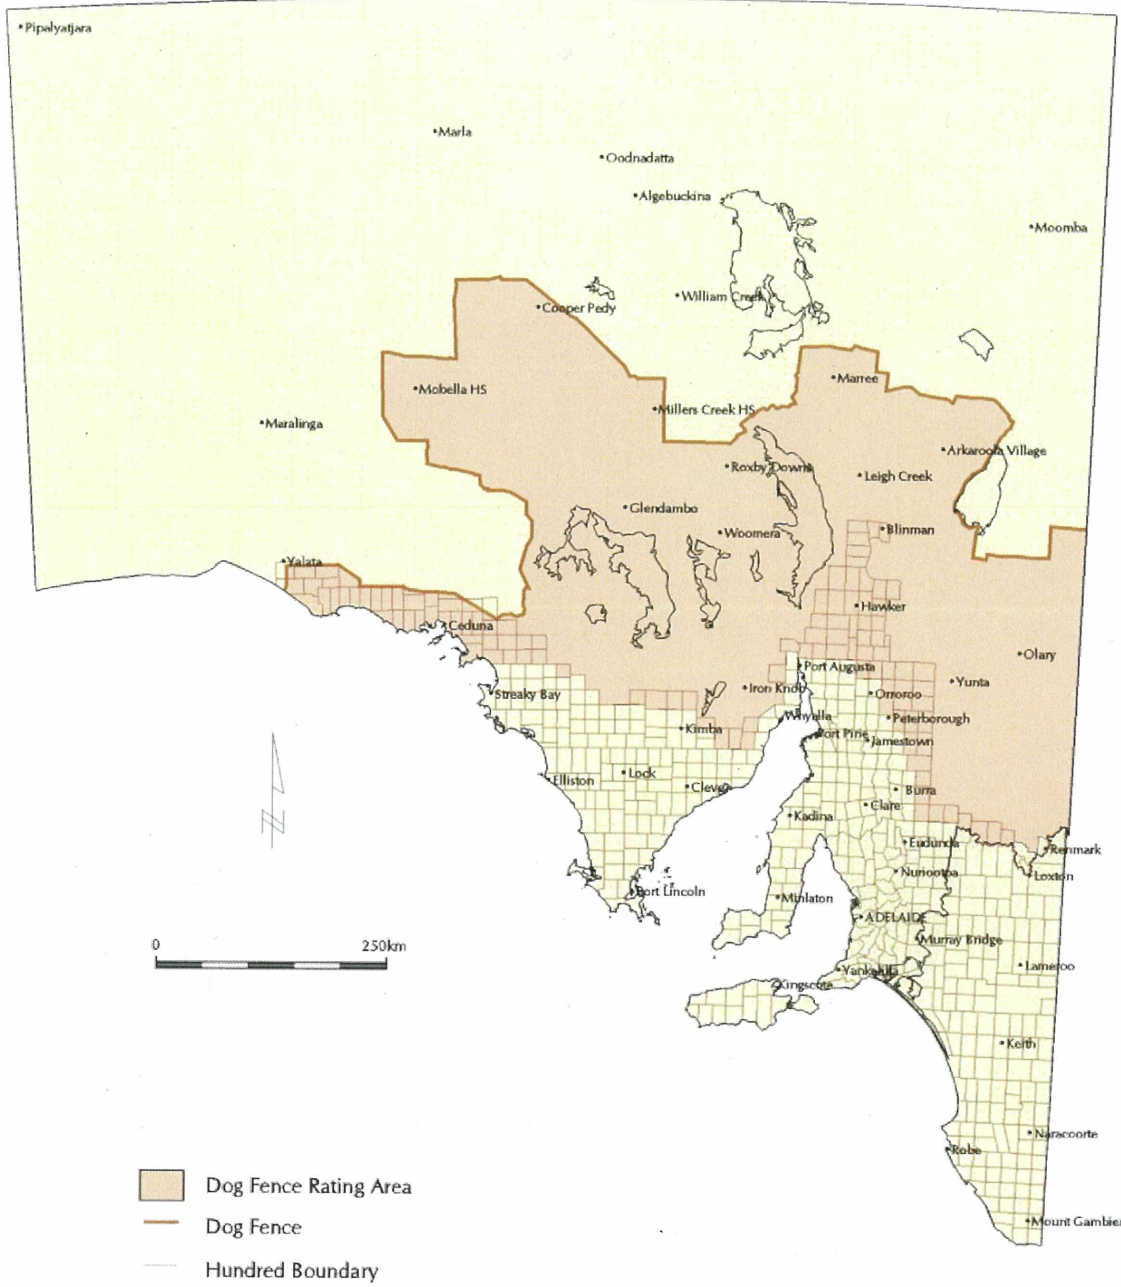 Pipalyatjara
Marla
Oodnadatta
Algebuckina
Moomba
William Creek
Cooper Pedy
Marree
Mobella HS
Millers Creek HS
Maralinga
Arkaroola Village
Roxby Downs
Leigh Creek
Glendambo
Woomera
Blinman
Yalata
Hawker
Ceduna
Olary
Port Augusta
Yunta
Iron Knob
Orroroo
Streaky Bay
Whyalla
Peterborough
Kimba
Port Pirie
Jamestown
Lock
Elliston
Cleve
Burra
Clare
Kadina
Eudunda
Renmark
Nuriootpa
Loxton
Port Lincoln
Minlaton
ADELAIDE
Murray Bridge
0 250km
Lameroo
Yankalilla
Kingscote
Keith
Naracoorte
Robe
Dog Fence Rating Area
Mount Gambier
Dog Fence
Hundred Boundary
N